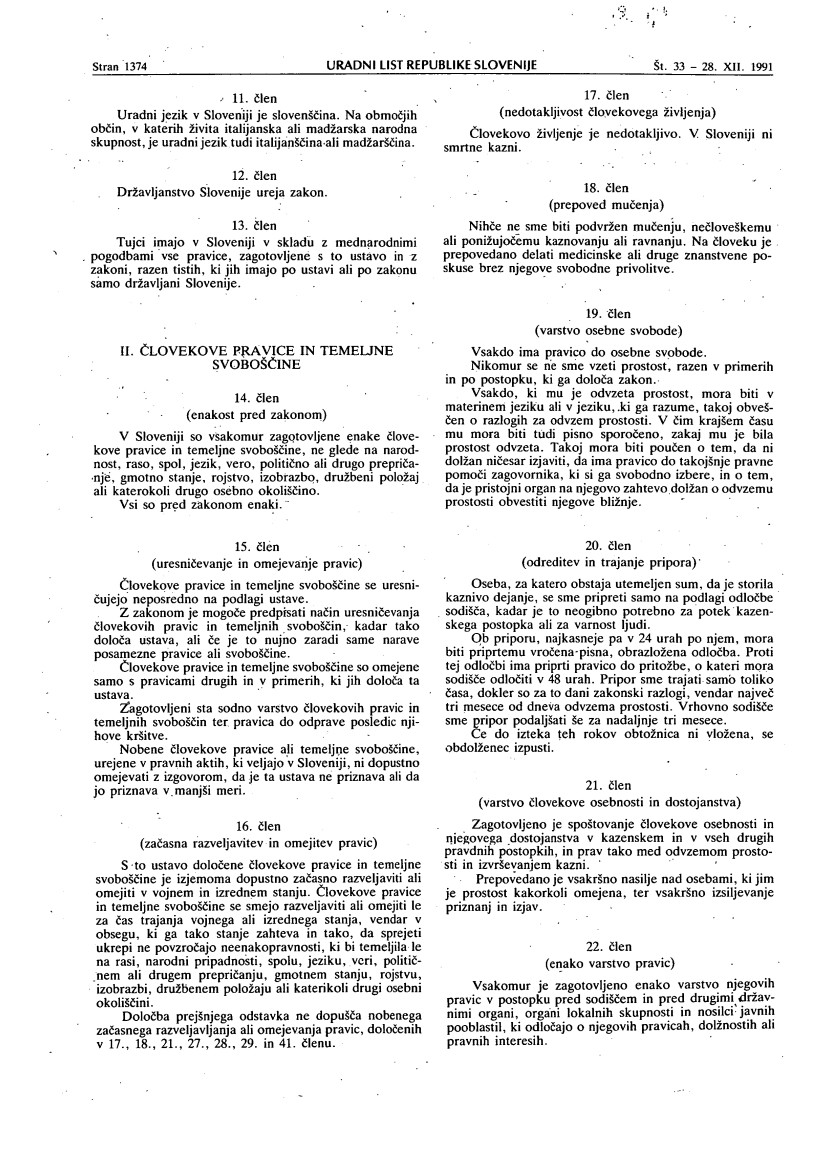 Stran 1374
URADNI LIST REPUBLIKE SLOVENIJE
Št. 33 – 28. XII. 1991
11. člen
Uradni jezik v Sloveniji je slovenščina. Na območjih
občin, v katerih živita italijanska ali madžarska narodna
skupnost, je uradni jezik tudi italijanščina ali madžarščina.
12. člen
Državljanstvo Slovenije ureja zakon.
13. člen
Tujci imajo v Sloveniji v skladu z mednarodnimi
pogodbami vse pravice, zagotovljene s to ustavo in z
zakoni, razen tistih, ki jih imajo po ustavi ali po zakonu
samo državljani Slovenije.
II. ČLOVEKOVE PRAVICE IN TEMELJNE
SVOBOŠČINE
14. člen
(enakost pred zakonom)
V Sloveniji so vsakomur zagotovljene enake člove-
kove pravice in temeljne svoboščine, ne glede na narod-
nost, raso, spol, jezik, vero, politično ali drugo prepriča-
nje, gmotno stanje, rojstvo, izobrazbo, družbeni položaj
ali katerokoli drugo osebno okoliščino.
Vsi so pred zakonom enaki.
15. člen
(uresničevanje in omejevanje pravic)
Človekove pravice in temeljne svoboščine se uresni-
čujejo neposredno na podlagi ustave.
Z zakonom je mogoče predpisati način uresničevanja
človekovih pravic in temeljnih svoboščin, kadar tako
določa ustava, ali če je to nujno zaradi same narave
posamezne pravice ali svoboščine.
Človekove pravice in temeljne svoboščine so omejene
samo s pravicami drugih in v primerih, ki jih določa ta
ustava.
Zagotovljeni sta sodno varstvo človekovih pravic in
temeljnih svoboščin ter pravica do odprave posledic nji-
hove kršitve.
Nobene človekove pravice ali temeljne svoboščine,
urejene v pravnih aktih, ki veljajo v Sloveniji, ni dopustno
omejevati z izgovorom, da je ta ustava ne priznava ali da
jo priznava v manjši meri.
16. člen
(začasna razveljavitev in omejitev pravic)
S to ustavo določene človekove pravice in temeljne
svoboščine je izjemoma dopustno začasno razveljaviti ali
omejiti v vojnem in izrednem stanju. Človekove pravice
in temeljne svoboščine se smejo razveljaviti ali omejiti le
za čas trajanja vojnega ali izrednega stanja, vendar v
obsegu, ki ga tako stanje zahteva in tako, da sprejeti
ukrepi ne povzročajo neenakopravnosti, ki bi temeljila le
na rasi, narodni pripadnosti, spolu, jeziku, veri, politič-
nem ali drugem prepričanju, gmotnem stanju, rojstvu,
izobrazbi, družbenem položaju ali katerikoli drugi osebni
okoliščini.
Določba prejšnjega odstavka ne dopušča nobenega
začasnega razveljavljanja ali omejevanja pravic, določenih
v 17., 18., 21., 27., 28., 29. in 41. členu.
17. člen
(nedotakljivost človekovega življenja)
Človekovo življenje je nedotakljivo. V Sloveniji ni
smrtne kazni.
18. člen
(prepoved mučenja)
Nihče ne sme biti podvržen mučenju, nečloveškemu
ali ponižujočemu kaznovanju ali ravnanju. Na človeku je
prepovedano delati medicinske ali druge znanstvene po-
skuse brez njegove svobodne privolitve.
19. člen
(varstvo osebne svobode)
Vsakdo ima pravico do osebne svobode.
Nikomur se ne sme vzeti prostost, razen v primerih
in po postopku, ki ga določa zakon.
Vsakdo, ki mu je odvzeta prostost, mora biti v
materinem jeziku ali v jeziku, ki ga razume, takoj obveš-
čen o razlogih za odvzem prostosti. V čim krajšem času
mu mora biti tudi pisno sporočeno, zakaj mu je bila
prostost odvzeta. Takoj mora biti poučen o tem, da ni
dolžan ničesar izjaviti, da ima pravico do takojšnje pravne
pomoči zagovornika, ki si ga svobodno izbere, in o tem,
da je pristojni organ na njegovo zahtevo dolžan o odvzemu
prostosti obvestiti njegove bližnje.
20. člen
(odreditev in trajanje pripora)
Oseba, za katero obstaja utemeljen sum, da je storila
kaznivo dejanje, se sme pripreti samo na podlagi odločbe
sodišča, kadar je to neogibno potrebno za potek kazen-
skega postopka ali za varnost ljudi.
Ob priporu, najkasneje pa v 24 urah po njem, mora
biti priprtemu vročena pisna, obrazložena odločba. Proti
tej odločbi ima priprti pravico do pritožbe, o kateri mora
sodišče odločiti v 48 urah. Pripor sme trajati samo toliko
časa, dokler so za to dani zakonski razlogi, vendar največ
tri mesece od dneva odvzema prostosti. Vrhovno sodišče
sme pripor podaljšati še za nadaljnje tri mesece.
Če do izteka teh rokov obtožnica ni vložena, se
obdolženec izpusti.
21. člen
(varstvo človekove osebnosti in dostojanstva)
Zagotovljeno je spoštovanje človekove osebnosti in
njegovega dostojanstva v kazenskem in v vseh drugih
pravdnih postopkih, in prav tako med odvzemom prosto-
sti in izvrševanjem kazni.
Prepovedano je vsakršno nasilje nad osebami, ki jim
je prostost kakorkoli omejena, ter vsakršno izsiljevanje
priznanj in izjav.
22. člen
(enako varstvo pravic)
Vsakomur je zagotovljeno enako varstvo njegovih
pravic v postopku pred sodiščem in pred drugimi držav-
nimi organi, organi lokalnih skupnosti in nosilci javnih
pooblastil, ki odločajo o njegovih pravicah, dolžnostih ali
pravnih interesih.